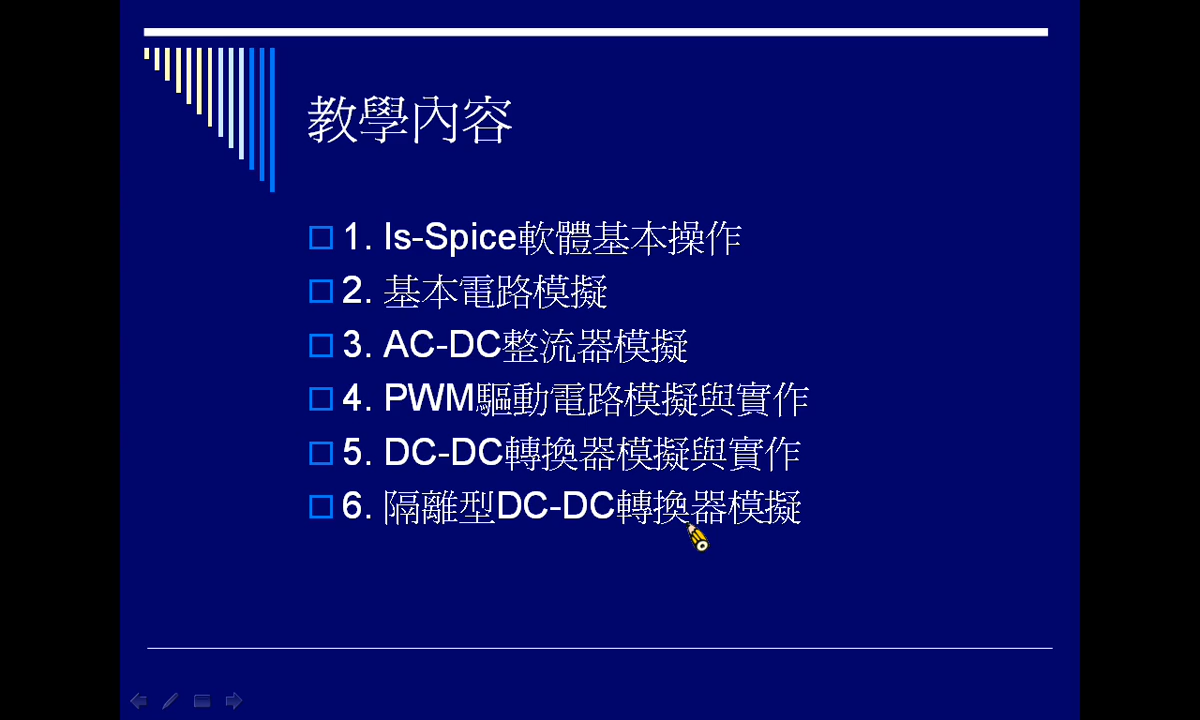 教學內容
1. Is-Spice軟體基本操作
2. 基本電路模擬
3. AC-DC整流器模擬
4. PWM驅動電路模擬與實作
5. DC-DC轉換器模擬與實作
6. 隔離型DC-DC轉換器模擬